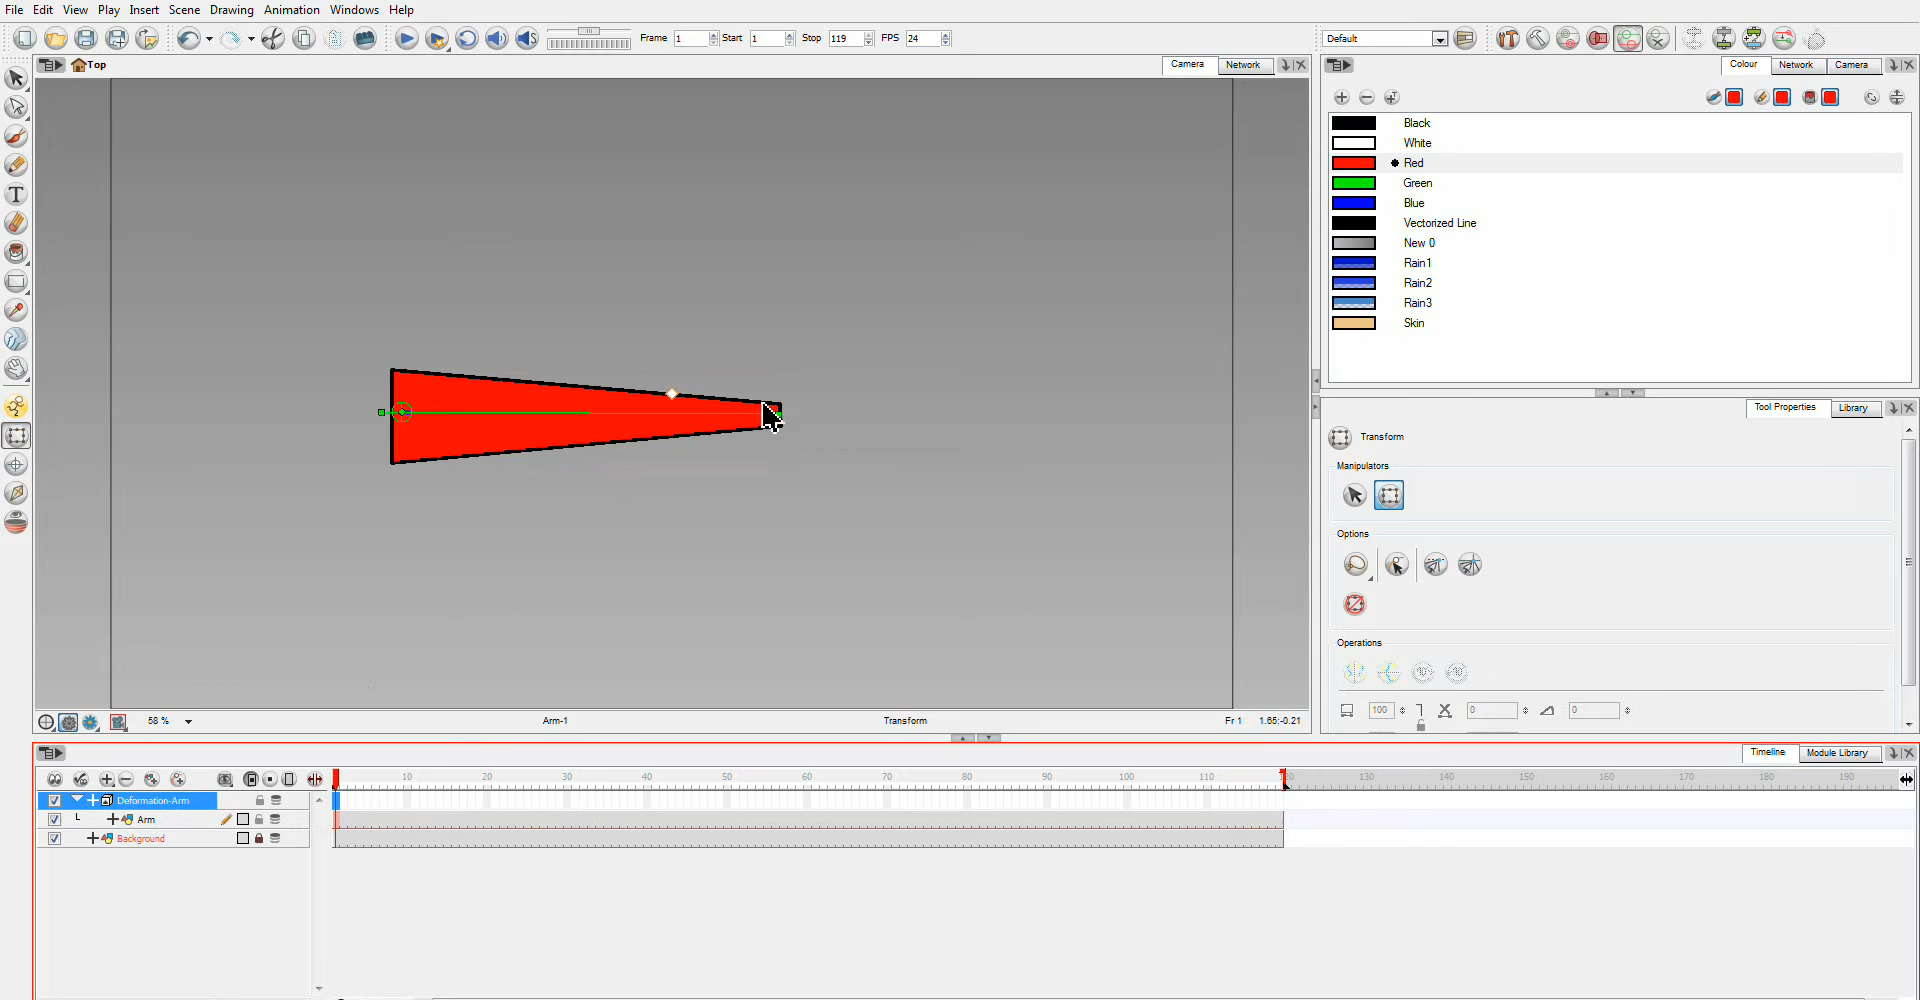 File Edit View Play Insert Scene Drawing Animation Windows Help
Frame 1 Start 1 Stop 119 FPS 24
Default
Top
Camera Network
Colour Network Camera
Black
White
Red
Green
Blue
Vectorized Line
New 0
Rain1
Rain2
Rain3
Skin
T
Tool Properties Library
Transform
Manipulators
Options
Operations
100 0 0
58 % Arm-1 Transform Fr 1 1.65:-0.21
Timeline Module Library
10 20 30 40 50 60 70 80 90 100 110 130 140 150 160 170 180 190
Deformation-Arm
Arm
Background